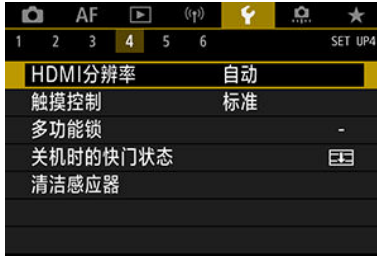 AF
1 2 3 4 5 6 SET UP4
HDMI分辨率 自动
触摸控制 标准
多功能锁 -
关机时的快门状态
清洁感应器